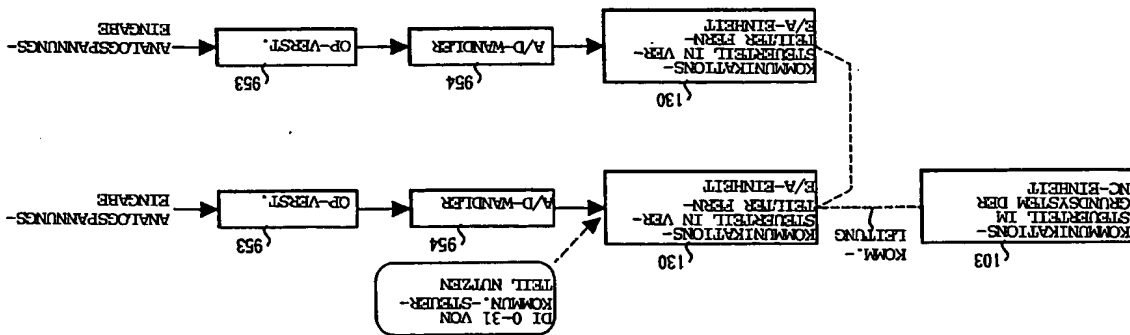 DI 0-31 VON
KOMMUN.-STEUER-
TEIL NUTZEN
ANALOGSPANNUNGS-
EINGABE
953
OP-VERST.
954
A/D-WANDLER
130
KOMMUNIKATIONS-
STEUERTEIL IN VER-
TEILTER FERN-
E/A-EINHEIT
KOMM.-
LEITUNG
103
KOMMUNIKATIONS-
STEUERTEIL IM
GRUNDSYSTEM DER
NC-EINHEIT
ANALOGSPANNUNGS-
EINGABE
953
OP-VERST.
954
A/D-WANDLER
130
KOMMUNIKATIONS-
STEUERTEIL IN VER-
TEILTER FERN-
E/A-EINHEIT